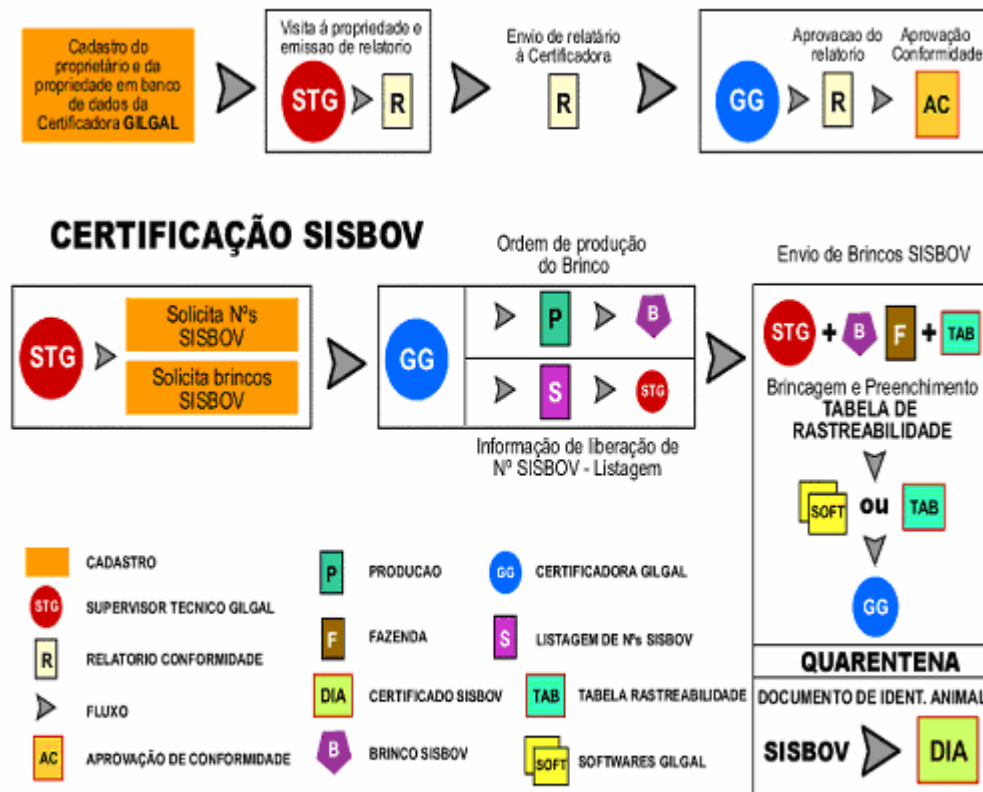 Cadastro do
proprietário e da
propriedade em banco
de dados da
Certificadora GILGAL
Visita á propriedade e
emissao de relatorio
STG
R
Envio de relatário
à Certificadora
R
Aprovacao do
relatorio
Aprovação
Conformidade
GG
R
AC
CERTIFICAÇÃO SISBOV
STG
Solicita Nºs
SISBOV
Solicita brincos
SISBOV
Ordem de produção
do Brinco
GG
P
B
S
STG
Informação de liberação de
Nº SISBOV - Listagem
Envio de Brincos SISBOV
STG + B F + TAB
Brincagem e Preenchimento
TABELA DE
RASTREABILIDADE
SOFT ou TAB
GG
QUARENTENA
DOCUMENTO DE IDENT. ANIMAL
SISBOV DIA
CADASTRO
STG SUPERVISOR TECNICO GILGAL
R RELATORIO CONFORMIDADE
FLUXO
AC APROVAÇÃO DE CONFORMIDADE
P PRODUCAO
F FAZENDA
DIA CERTIFICADO SISBOV
B BRINCO SISBOV
GG CERTIFICADORA GILGAL
S LISTAGEM DE NºS SISBOV
TAB TABELA RASTREABILIDADE
SOFT SOFTWARES GILGAL